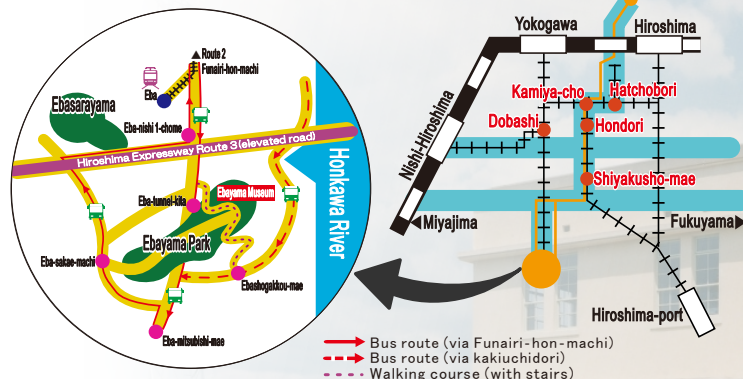 Route 2
Funairi-hon-machi
Eba
Ebasarayama
Eba-nishi 1-chome
Hiroshima Expressway Route 3 (elevated road)
Honkawa River
Eba-tunnel-kita
Ebayama Museum
Ebayama Park
Eba-sakae-machi
Ebashogakkou-mae
Eba-mitsubishi-mae
Yokogawa
Hiroshima
Kamiya-cho
Hatchobori
Dobashi
Hondori
Nishi-Hiroshima
Shiyakusho-mae
Miyajima
Fukuyama
Hiroshima-port
Bus route (via Funairi-hon-machi)
Bus route (via kakiuchidori)
Walking course (with stairs)